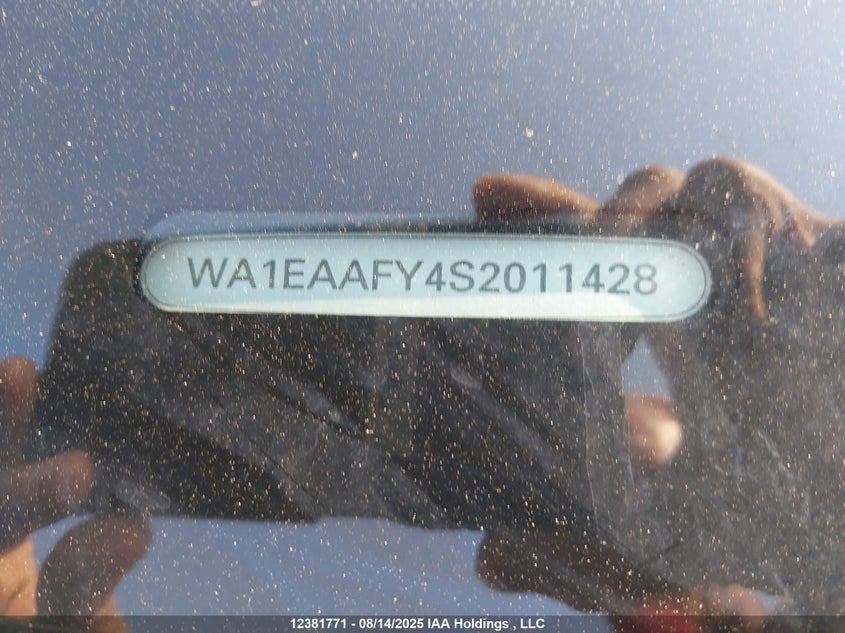 WA1EAAFY4S2011428
12381771 - 08/14/2025 IAA Holdings , LLC